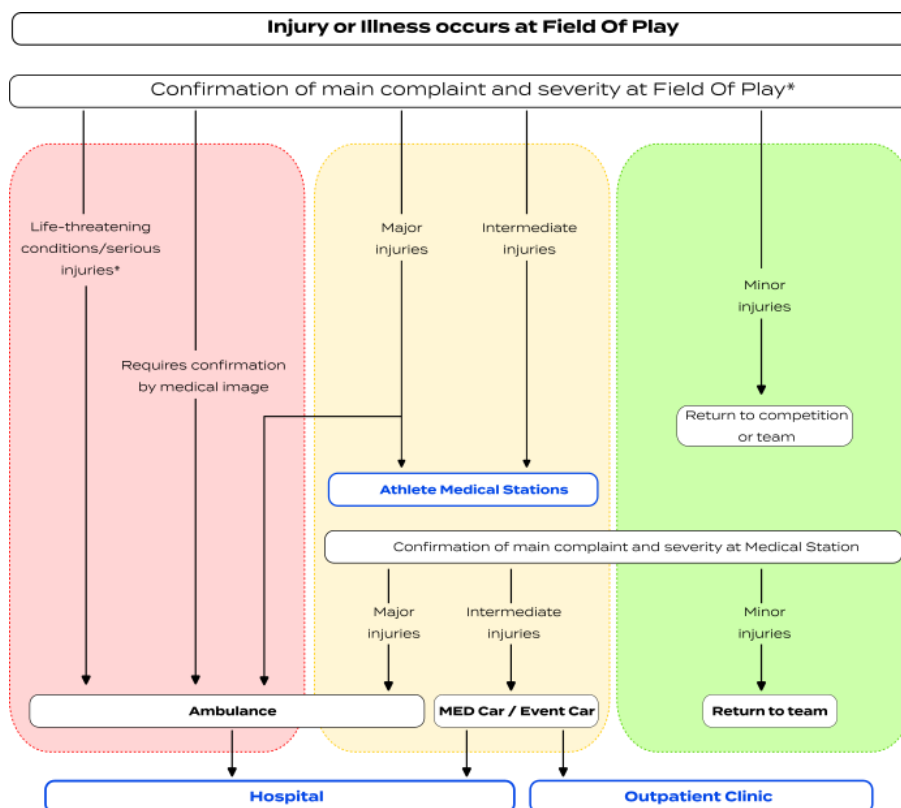 Injury or Illness occurs at Field Of Play
Confirmation of main complaint and severity at Field Of Play*
Life-threatening
conditions/serious
injuries*
Major
injuries
Intermediate
injuries
Minor
injuries
Requires confirmation
by medical image
Return to competition
or team
Athlete Medical Stations
Confirmation of main complaint and severity at Medical Station
Major
injuries
Intermediate
injuries
Minor
injuries
Ambulance
MED Car / Event Car
Return to team
Hospital
Outpatient Clinic